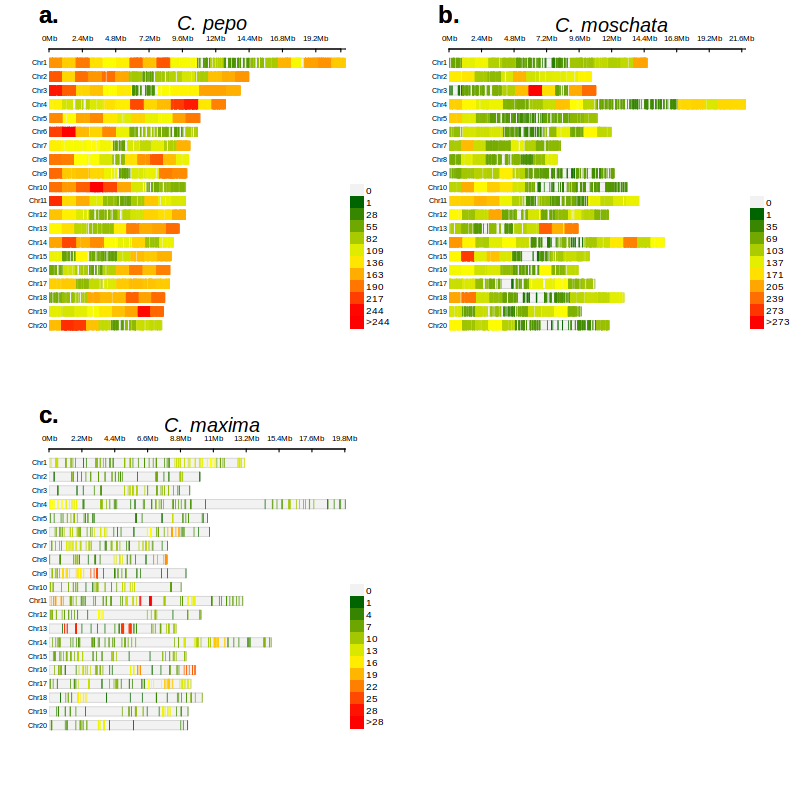 a.
C. pepo
0Mb 2.4Mb 4.8Mb 7.2Mb 9.6Mb 12Mb 14.4Mb 16.8Mb 19.2Mb
Chr1
Chr2
Chr3
Chr4
Chr5
Chr6
Chr7
Chr8
Chr9
Chr10
Chr11
Chr12
Chr13
Chr14
Chr15
Chr16
Chr17
Chr18
Chr19
Chr20
0
1
28
55
82
109
136
163
190
217
244
>244
b.
C. moschata
0Mb 2.4Mb 4.8Mb 7.2Mb 9.6Mb 12Mb 14.4Mb 16.8Mb 19.2Mb 21.6Mb
Chr1
Chr2
Chr3
Chr4
Chr5
Chr6
Chr7
Chr8
Chr9
Chr10
Chr11
Chr12
Chr13
Chr14
Chr15
Chr16
Chr17
Chr18
Chr19
Chr20
0
1
35
69
103
137
171
205
239
273
>273
c.
C. maxima
0Mb 2.2Mb 4.4Mb 6.6Mb 8.8Mb 11Mb 13.2Mb 15.4Mb 17.6Mb 19.8Mb
Chr1
Chr2
Chr3
Chr4
Chr5
Chr6
Chr7
Chr8
Chr9
Chr10
Chr11
Chr12
Chr13
Chr14
Chr15
Chr16
Chr17
Chr18
Chr19
Chr20
0
1
4
7
10
13
16
19
22
25
28
>28